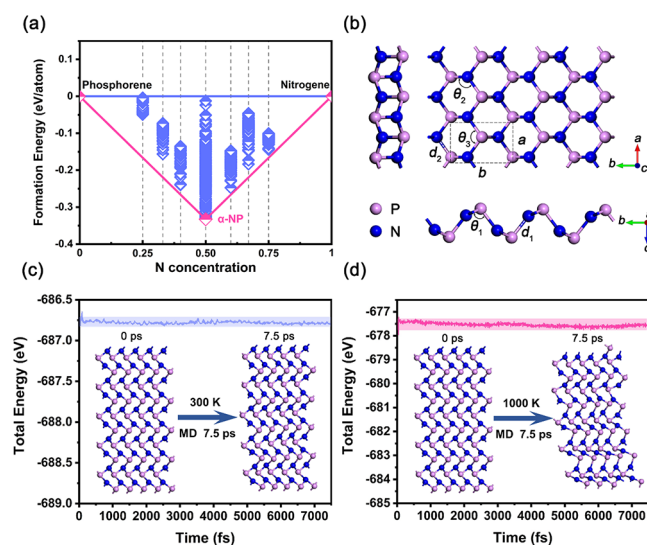 (a)
Formation Energy (eV/atom)
0.1
0
-0.1
-0.2
-0.3
-0.4
Phosphorene
Nitrogene
α-NP
0
0.25
0.50
0.75
1
N concentration
(b)
θ2
θ3
a
d2
b
a
b
c
P
N
θ1
d1
b
(c)
Total Energy (eV)
-686.5
-687.0
-687.5
-688.0
-688.5
-689.0
0 ps
7.5 ps
300 K
MD 7.5 ps
0 1000 2000 3000 4000 5000 6000 7000
Time (fs)
(d)
Total Energy (eV)
-677
-678
-679
-680
-681
-682
-683
-684
-685
0 ps
7.5 ps
1000 K
MD 7.5 ps
0 1000 2000 3000 4000 5000 6000 7000
Time (fs)